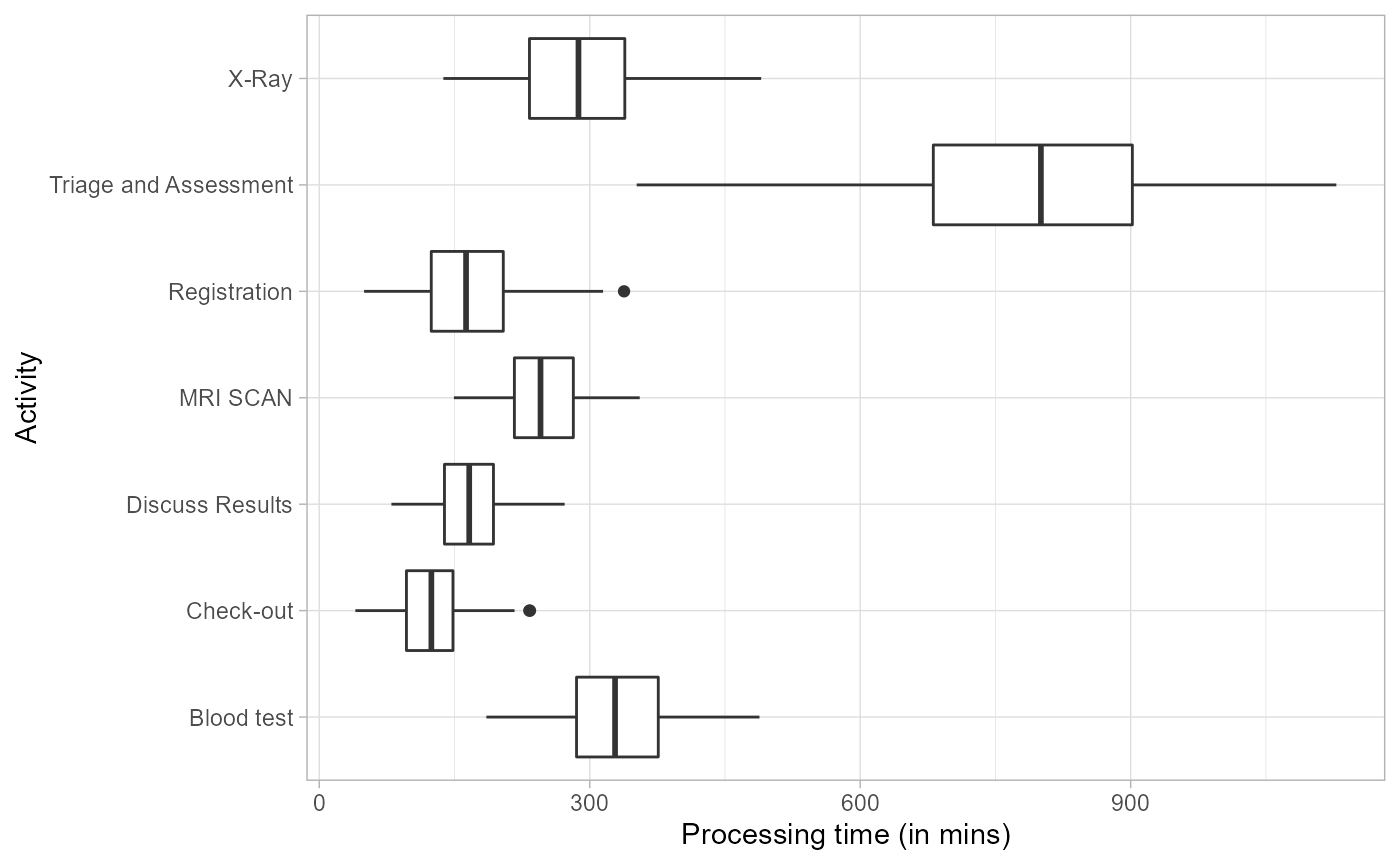 X-Ray
Triage and Assessment
Registration
MRI SCAN
Discuss Results
Check-out
Blood test
Activity
0 300 600 900
Processing time (in mins)